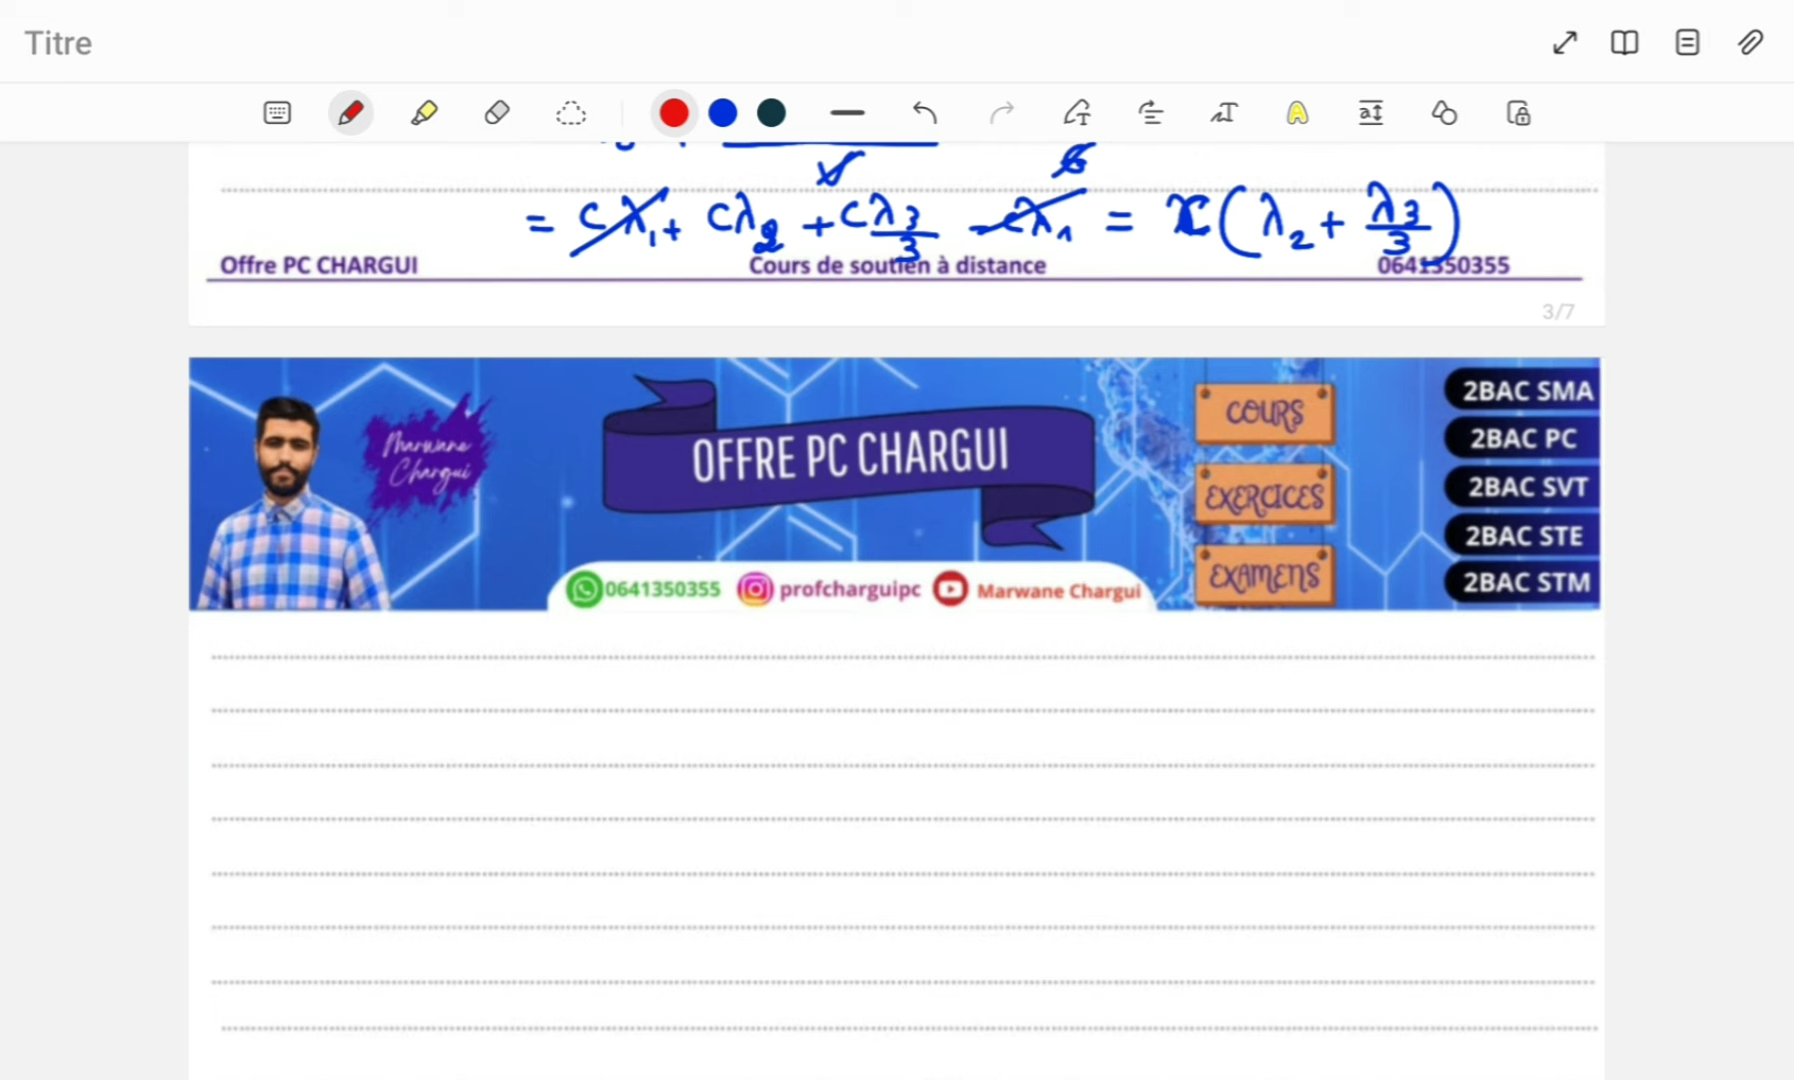 Titre
= Cλ₁ + Cλ₂ + Cλ₃/3 - Cλ₁ = C(λ₂ + λ₃/3)
Offre PC CHARGUI Cours de soutien à distance 0641350355
3/7
Marwane
Chargui
OFFRE PC CHARGUI
0641350355 profcharguipc Marwane Chargui
COURS
EXERCICES
EXAMENS
2BAC SMA
2BAC PC
2BAC SVT
2BAC STE
2BAC STM